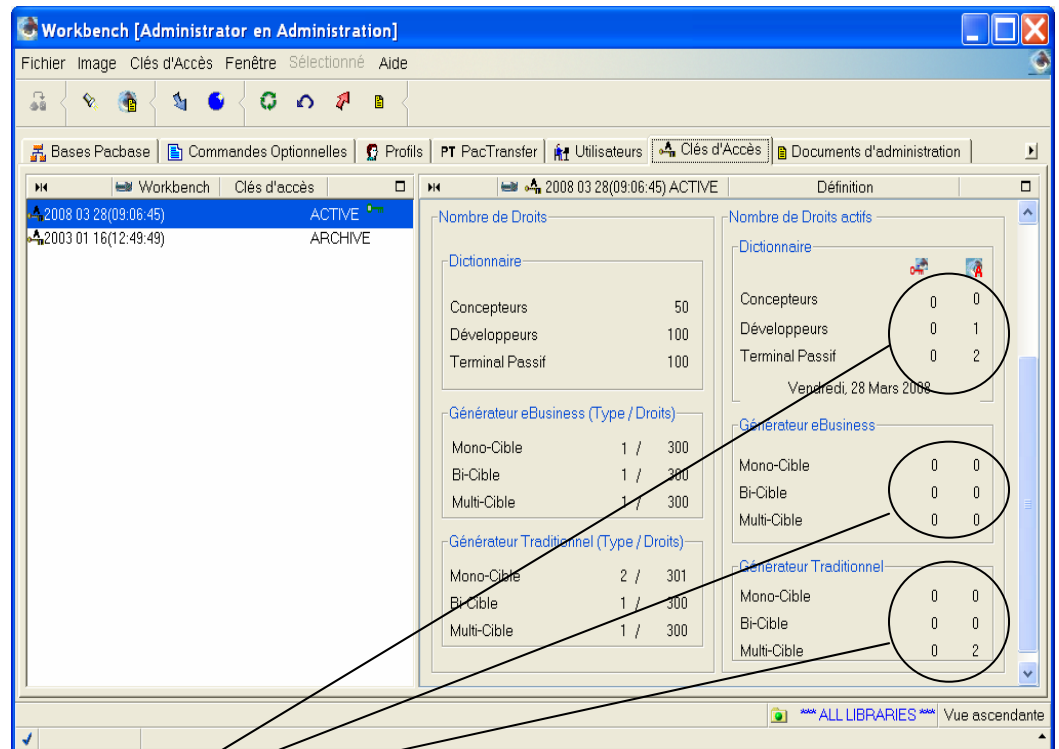 Workbench [Administrator en Administration]
Fichier Image Clés d'Accès Fenêtre Sélectionné Aide
Bases Pacbase Commandes Optionnelles Profils PT PacTransfer Utilisateurs Clés d'Accès Documents d'administration
Workbench Clés d'accès
2008 03 28(09:06:45) ACTIVE
2003 01 16(12:49:49) ARCHIVE
2008 03 28(09:06:45) ACTIVE Définition
Nombre de Droits
Dictionnaire
Concepteurs 50
Développeurs 100
Terminal Passif 100
Générateur eBusiness (Type / Droits)
Mono-Cible 1 / 300
Bi-Cible 1 / 300
Multi-Cible 1 / 300
Générateur Traditionnel (Type / Droits)
Mono-Cible 2 / 301
Bi-Cible 1 / 300
Multi-Cible 1 / 300
Nombre de Droits actifs
Dictionnaire
Concepteurs 0 0
Développeurs 0 1
Terminal Passif 0 2
Vendredi, 28 Mars 2008
Générateur eBusiness
Mono-Cible 0 0
Bi-Cible 0 0
Multi-Cible 0 0
Générateur Traditionnel
Mono-Cible 0 0
Bi-Cible 0 0
Multi-Cible 0 2
*** ALL LIBRARIES *** Vue ascendante